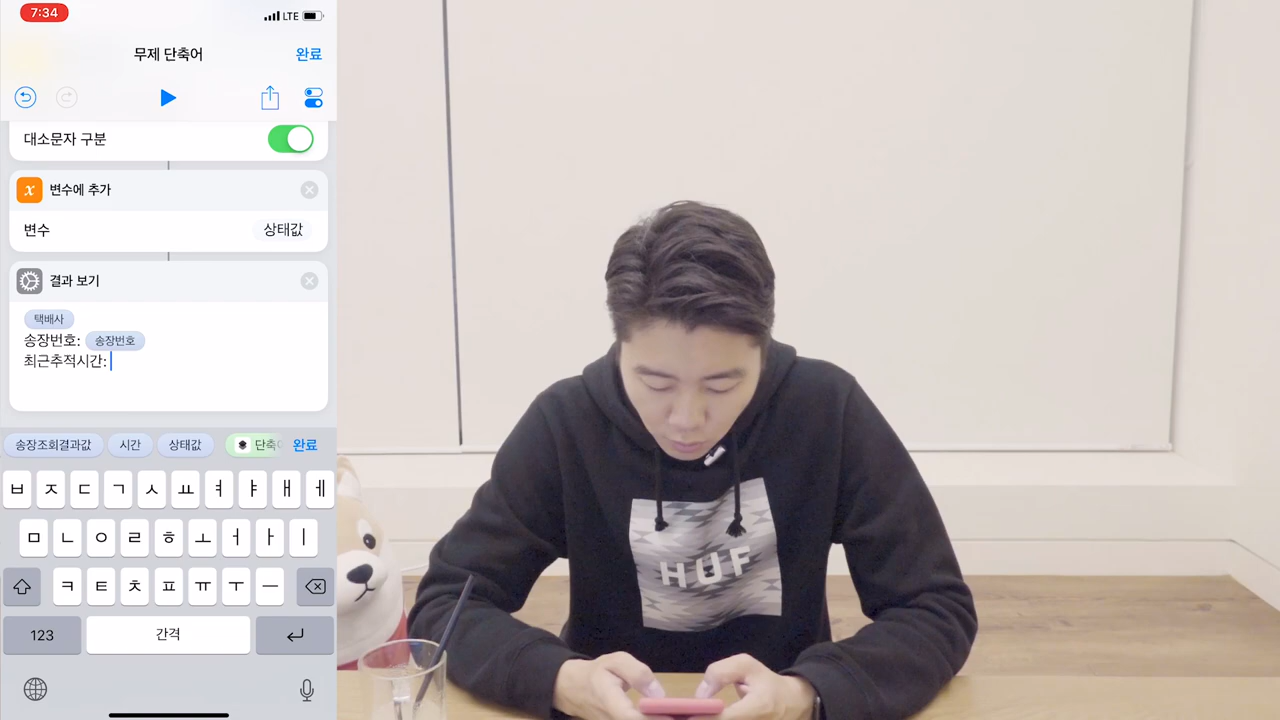 7:34
LTE
무제 단축어
완료
대소문자 구분
x 변수에 추가
변수 상태값
결과 보기
택배사
송장번호: 송장번호
최근추적시간:
송장조회결과값 시간 상태값 단축어 완료
ㅂ ㅈ ㄷ ㄱ ㅅ ㅛ ㅕ ㅑ ㅐ ㅔ
ㅁ ㄴ ㅇ ㄹ ㅎ ㅗ ㅓ ㅏ ㅣ
ㅋ ㅌ ㅊ ㅍ ㅠ ㅜ ㅡ
123 간격
HUF